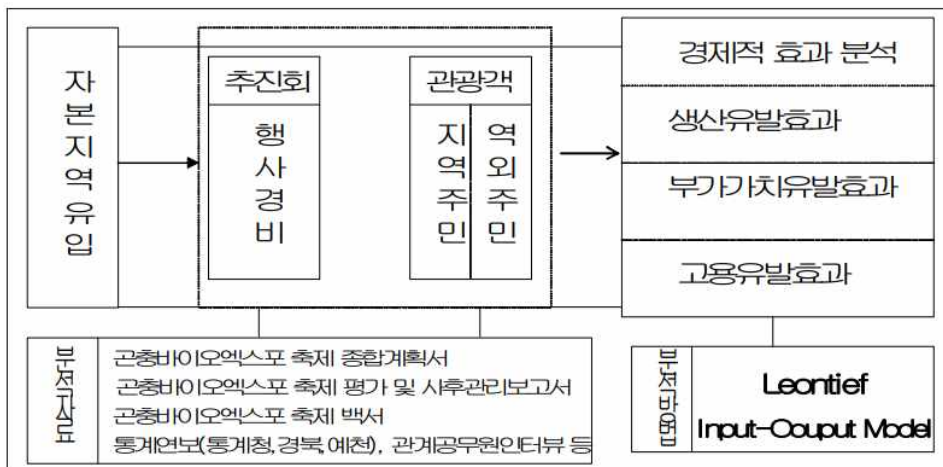 자본지역유입
추진회
행사경비
관광객
지역주민
역외주민
경제적 효과 분석
생산유발효과
부가가치유발효과
고용유발효과
분석자료
곤충바이오엑스포 축제 종합계획서
곤충바이오엑스포 축제 평가 및 사후관리보고서
곤충바이오엑스포 축제 백서
통계연보(통계청,경북,예천), 관계공무원인터뷰 등
분석방법
Leontief
Input-Couput Model